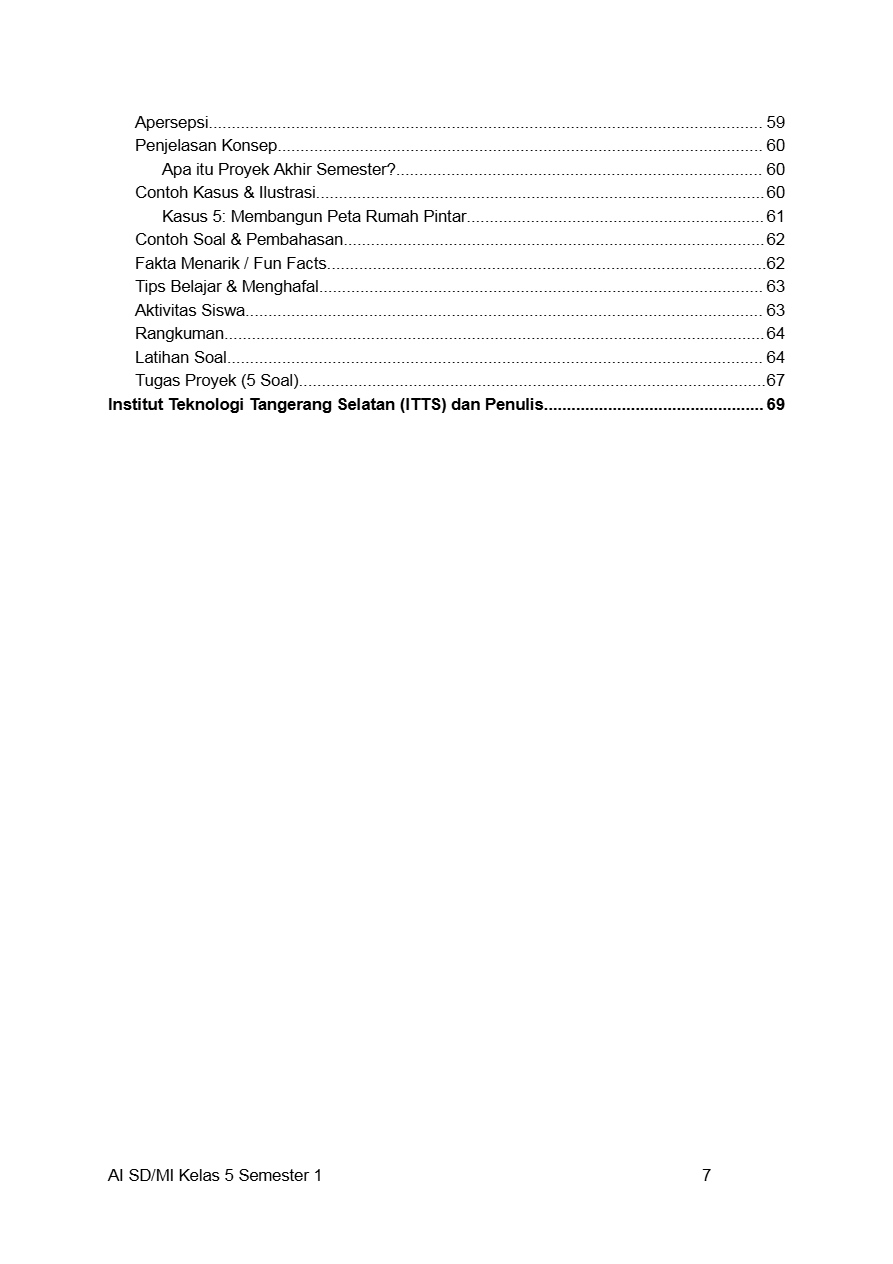 Apersepsi........................................................................................................................ 59
Penjelasan Konsep......................................................................................................... 60
Apa itu Proyek Akhir Semester?............................................................................... 60
Contoh Kasus & Ilustrasi.................................................................................................60
Kasus 5: Membangun Peta Rumah Pintar................................................................61
Contoh Soal & Pembahasan...........................................................................................62
Fakta Menarik / Fun Facts...............................................................................................62
Tips Belajar & Menghafal................................................................................................ 63
Aktivitas Siswa................................................................................................................ 63
Rangkuman.....................................................................................................................64
Latihan Soal.................................................................................................................... 64
Tugas Proyek (5 Soal).....................................................................................................67
Institut Teknologi Tangerang Selatan (ITTS) dan Penulis................................................ 69
AI SD/MI Kelas 5 Semester 1 7